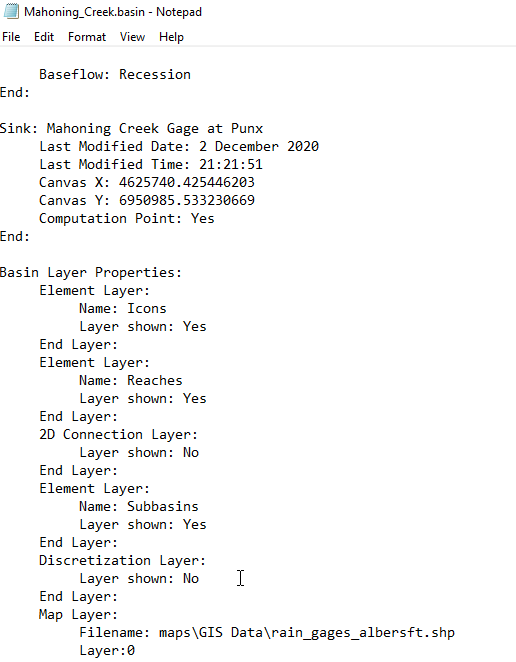 Mahoning_Creek.basin - Notepad
File Edit Format View Help
Baseflow: Recession
End:
Sink: Mahoning Creek Gage at Punx
Last Modified Date: 2 December 2020
Last Modified Time: 21:21:51
Canvas X: 4625740.425446203
Canvas Y: 6950985.533230669
Computation Point: Yes
End:
Basin Layer Properties:
Element Layer:
Name: Icons
Layer shown: Yes
End Layer:
Element Layer:
Name: Reaches
Layer shown: Yes
End Layer:
2D Connection Layer:
Layer shown: No
End Layer:
Element Layer:
Name: Subbasins
Layer shown: Yes
End Layer:
Discretization Layer:
Layer shown: No
End Layer:
Map Layer:
Filename: maps\GIS Data\rain_gages_albersft.shp
Layer:0